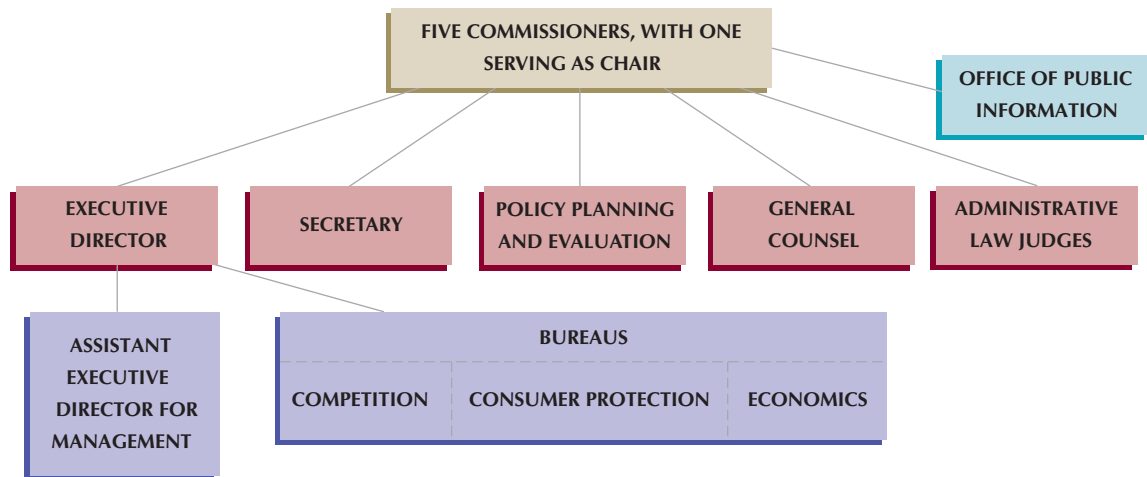 FIVE COMMISSIONERS, WITH ONE
SERVING AS CHAIR
OFFICE OF PUBLIC
INFORMATION
EXECUTIVE
DIRECTOR
SECRETARY
POLICY PLANNING
AND EVALUATION
GENERAL
COUNSEL
ADMINISTRATIVE
LAW JUDGES
ASSISTANT
EXECUTIVE
DIRECTOR FOR
MANAGEMENT
BUREAUS
COMPETITION
CONSUMER PROTECTION
ECONOMICS